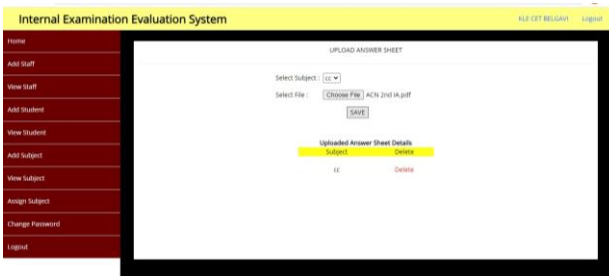 Internal Examination Evaluation System
KLE CET BELGAVI Logout
Home
Add Staff
View Staff
Add Student
View Student
Add Subject
View Subject
Assign Subject
Change Password
Logout
UPLOAD ANSWER SHEET
Select Subject : cc
Select File : Choose File ACN 2nd IA.pdf
SAVE
Uploaded Answer Sheet Details
Subject Delete
cc Delete